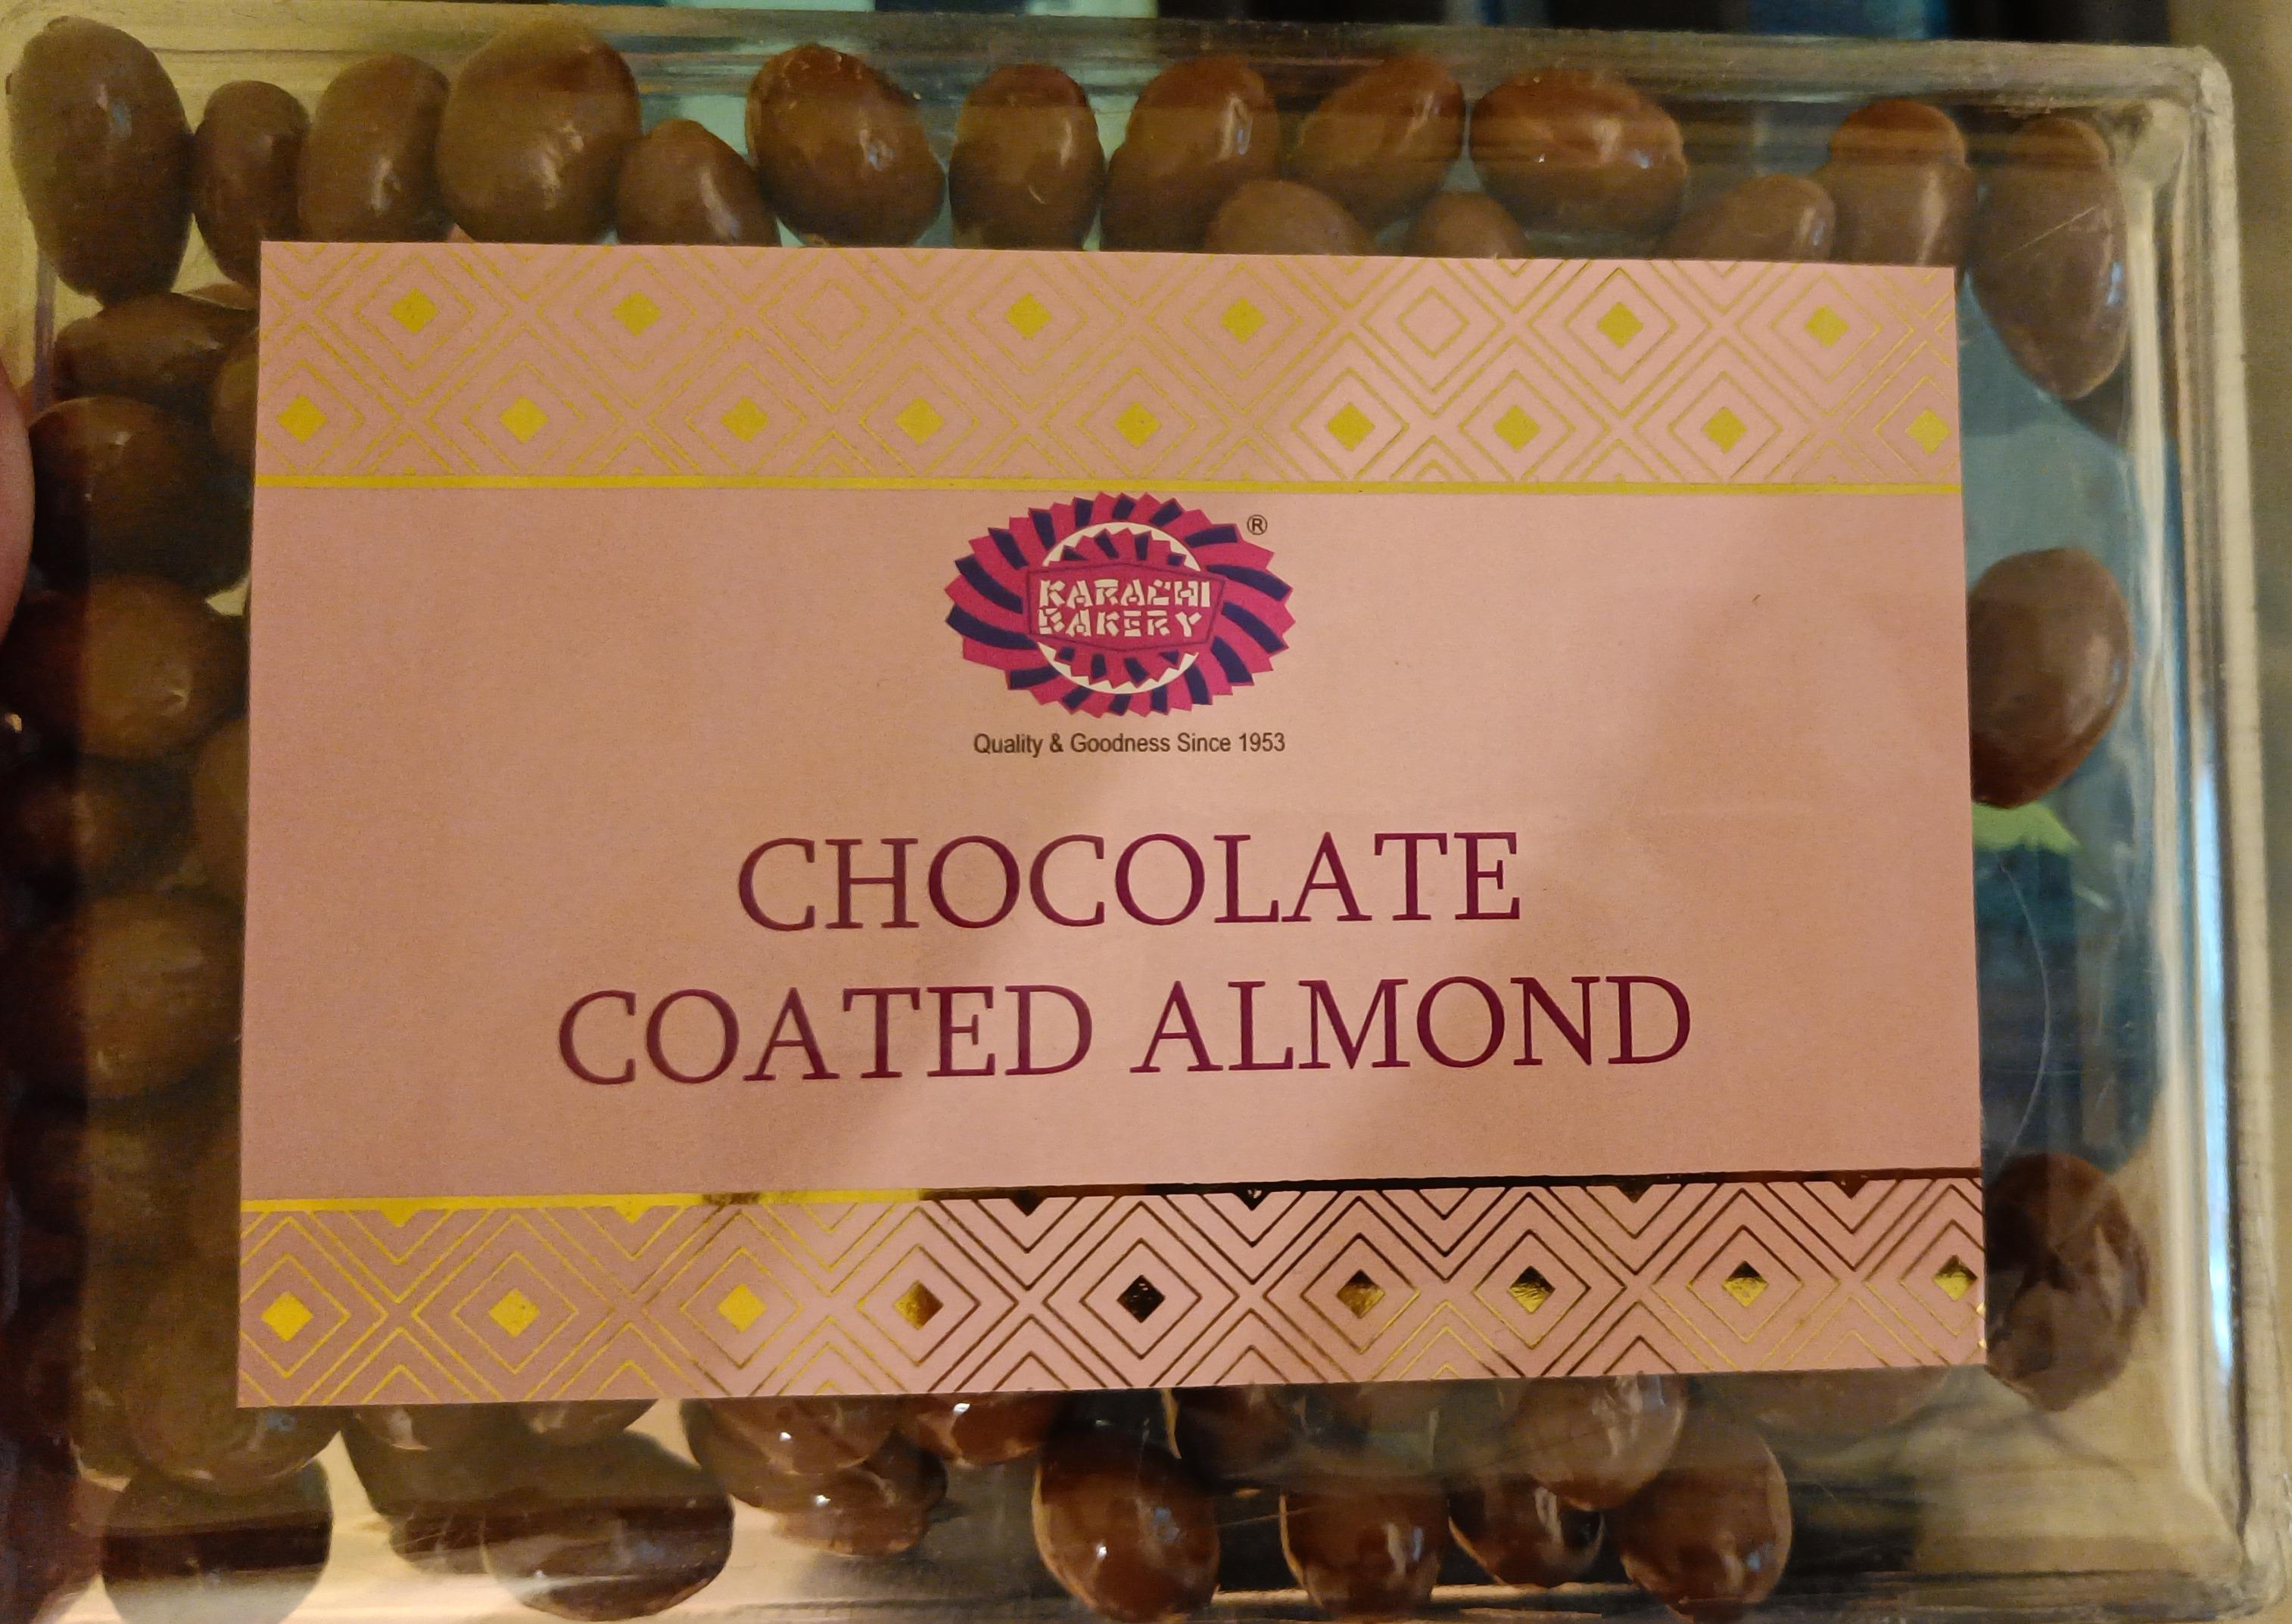 KARACHI
BAKERY
®
Quality & Goodness Since 1953
CHOCOLATE
COATED ALMOND